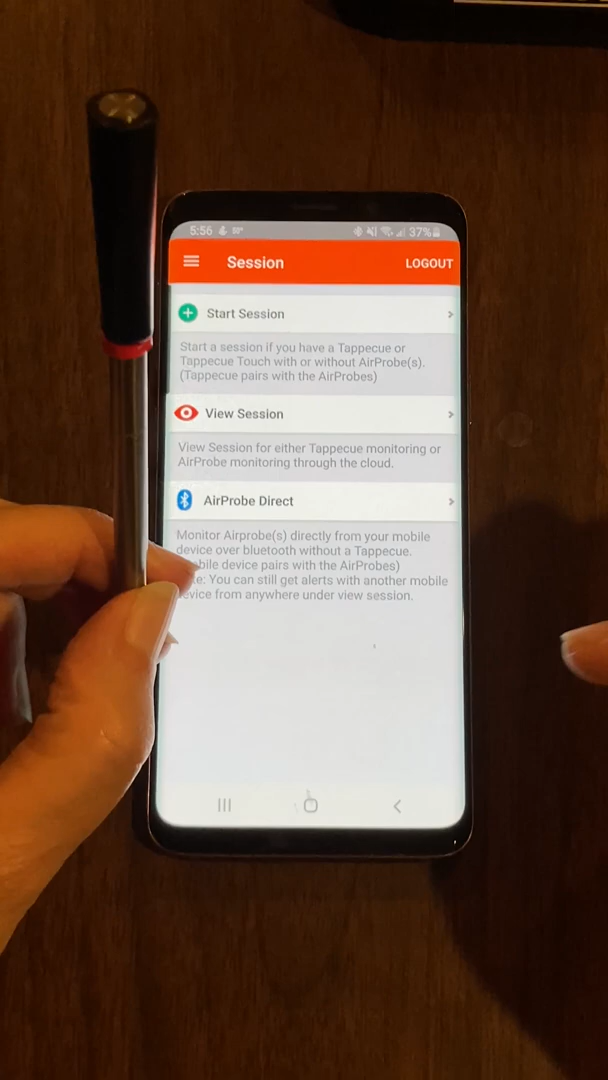 5:56 90° 37%
Session LOGOUT
Start Session
Start a session if you have a Tappecue or
Tappecue Touch with or without AirProbe(s).
(Tappecue pairs with the AirProbes)
View Session
View Session for either Tappecue monitoring or
AirProbe monitoring through the cloud.
AirProbe Direct
Monitor Airprobe(s) directly from your mobile
device over bluetooth without a Tappecue.
device pairs with the AirProbes)
You can still get alerts with another mobile
from anywhere under view session.